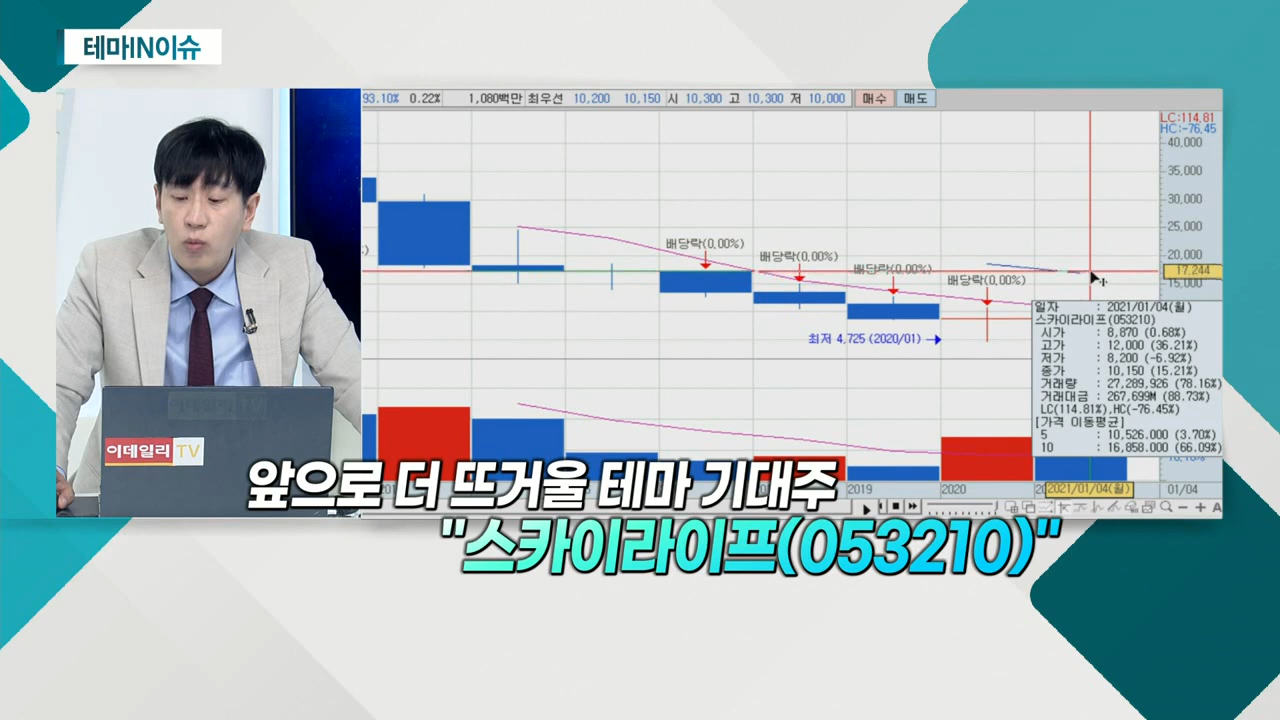 테마IN이슈
93.10% 0.22% 1,080백만 최우선 10,200 10,150 시 10,300 고 10,300 저 10,000 매수 매도
LC:114.81
HC:-76.45
40,000
35,000
30,000
25,000
20,000
17,244
15,000
배당락(0.00%)
배당락(0.00%)
배당락(0.00%)
배당락(0.00%)
최저 4,725 (2020/01)
일자 : 2021/01/04(월)
스카이라이프(053210)
시가 : 8,870 (0.68%)
고가 : 12,000 (36.21%)
저가 : 8,200 (-6.92%)
종가 : 10,150 (15.21%)
거래량 : 27,289,926 (78.16%)
거래대금 : 267,699M (88.73%)
LC(114.81%),HC(-76.45%)
[가격 이동평균]
5 : 10,526.000 (3.70%)
10 : 16,858.000 (66.09%)
2019 2020 2021/01/04(월) 01/04
이데일리 TV
앞으로 더 뜨거울 테마 기대주
"스카이라이프(053210)"